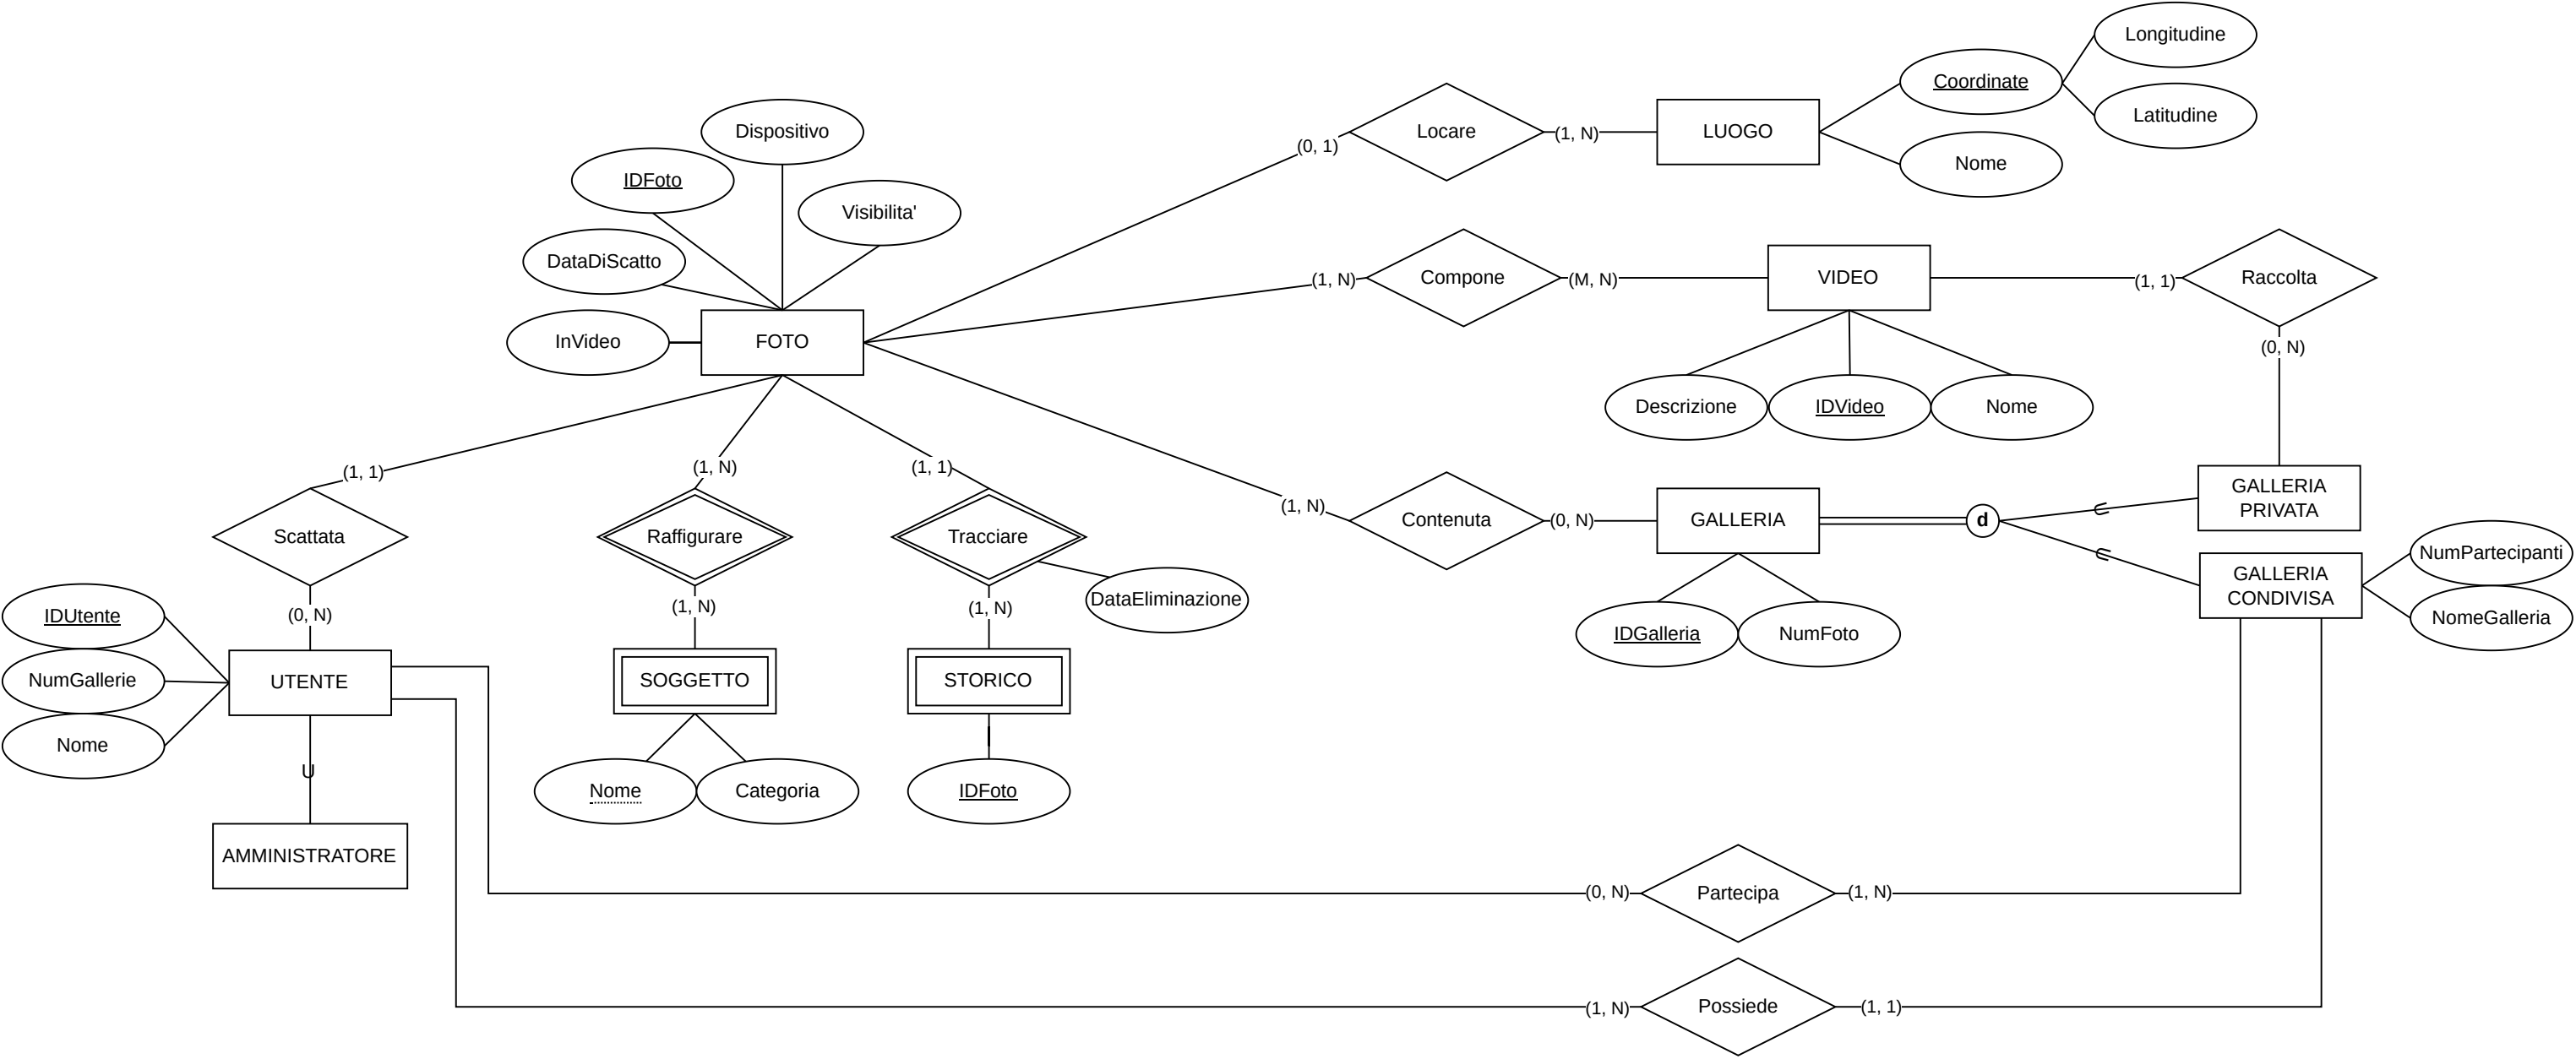 Longitudine
Coordinate
Latitudine
Nome
LUOGO
(1, N)
Locare
(0, 1)
Dispositivo
IDFoto
Visibilita'
DataDiScatto
InVideo
FOTO
(1, N)
Compone
(M, N)
VIDEO
(1, 1)
Raccolta
(0, N)
Descrizione
IDVideo
Nome
(1, 1)
(1, N)
(1, 1)
(1, N)
Contenuta
(0, N)
GALLERIA
d
U
U
GALLERIA
PRIVATA
GALLERIA
CONDIVISA
NumPartecipanti
NomeGalleria
Scattata
Raffigurare
Tracciare
DataEliminazione
(0, N)
(1, N)
(1, N)
IDGalleria
NumFoto
IDUtente
NumGallerie
Nome
UTENTE
SOGGETTO
STORICO
U
Nome
Categoria
IDFoto
AMMINISTRATORE
(0, N)
Partecipa
(1, N)
(1, N)
Possiede
(1, 1)